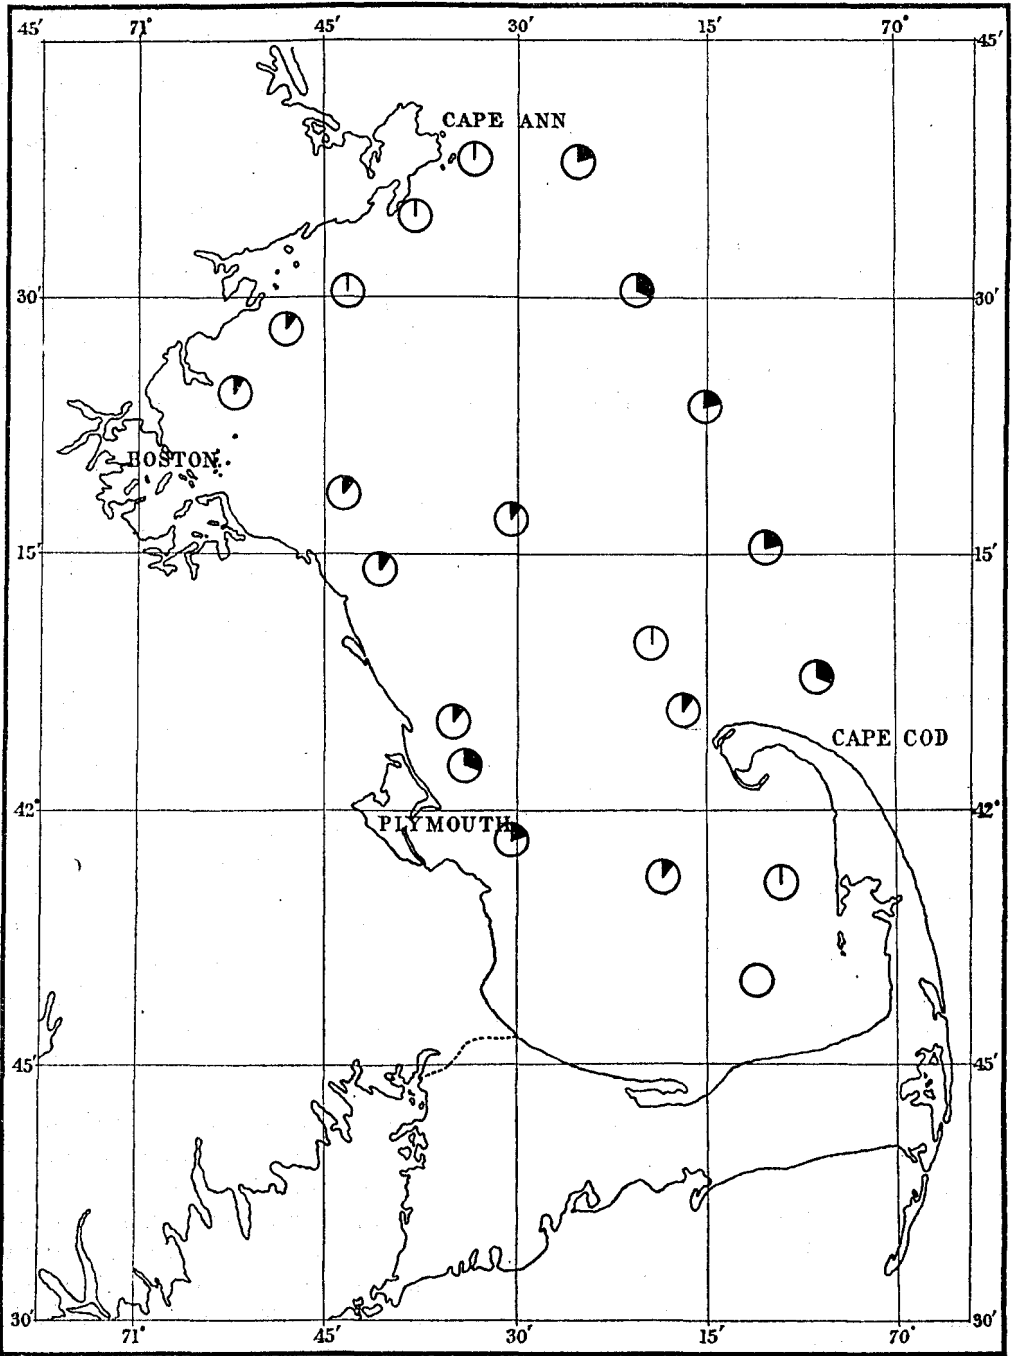 45′ 71° 45′ 30′ 15′ 70°
45′
CAPE ANN
30′ 30′
BOSTON
15′ 15′
CAPE COD
42° 42°
PLYMOUTH
45′ 45′
30′ 30′
71° 45′ 30′ 15′ 70°